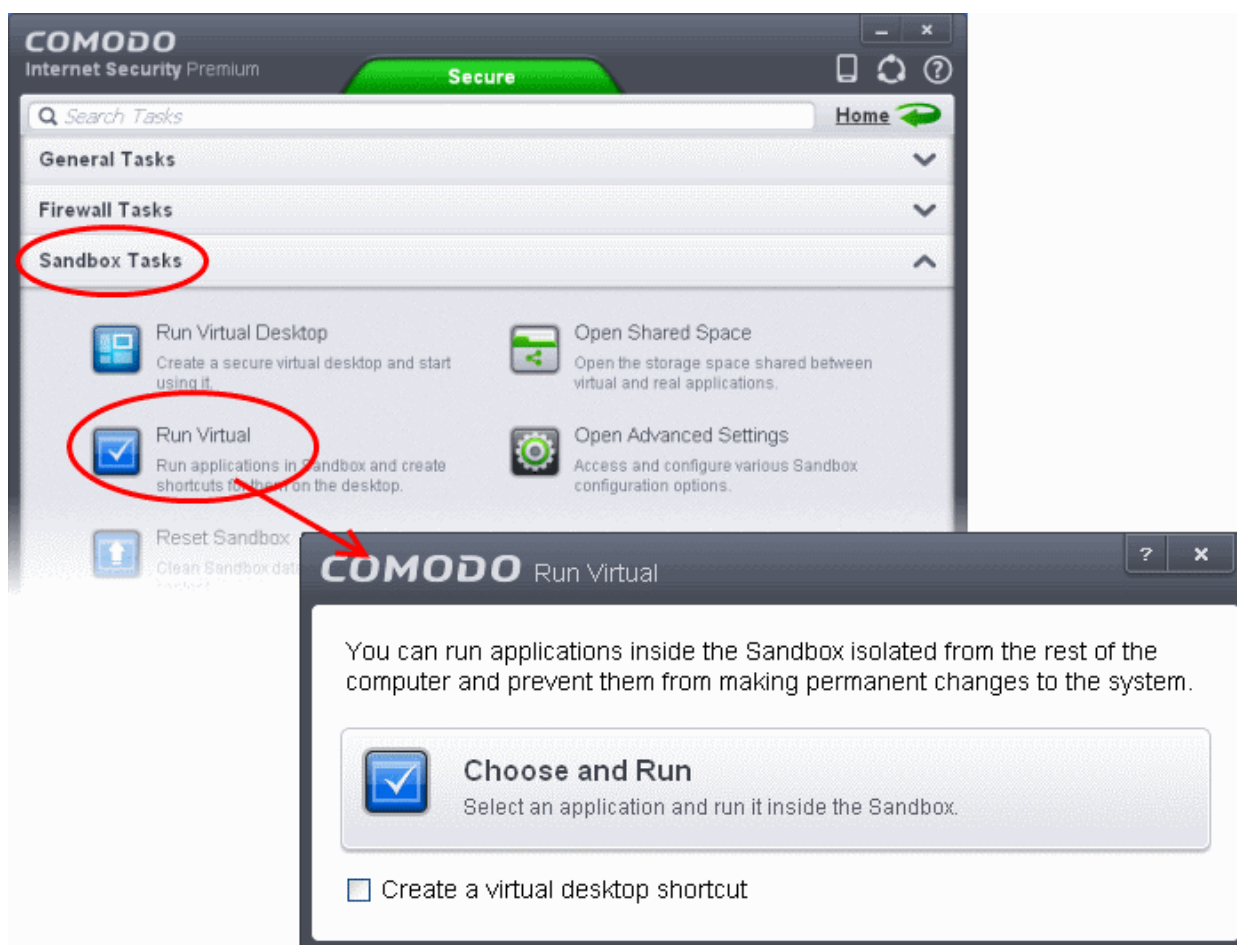 COMODO
Internet Security Premium
Secure
Search Tasks
Home
General Tasks
Firewall Tasks
Sandbox Tasks
Run Virtual Desktop
Create a secure virtual desktop and start
using it.
Open Shared Space
Open the storage space shared between
virtual and real applications.
Run Virtual
Run applications in Sandbox and create
shortcuts for them on the desktop.
Open Advanced Settings
Access and configure various Sandbox
configuration options.
Reset Sandbox
Clean Sandbox
COMODO Run Virtual
You can run applications inside the Sandbox isolated from the rest of the
computer and prevent them from making permanent changes to the system.
Choose and Run
Select an application and run it inside the Sandbox.
Create a virtual desktop shortcut